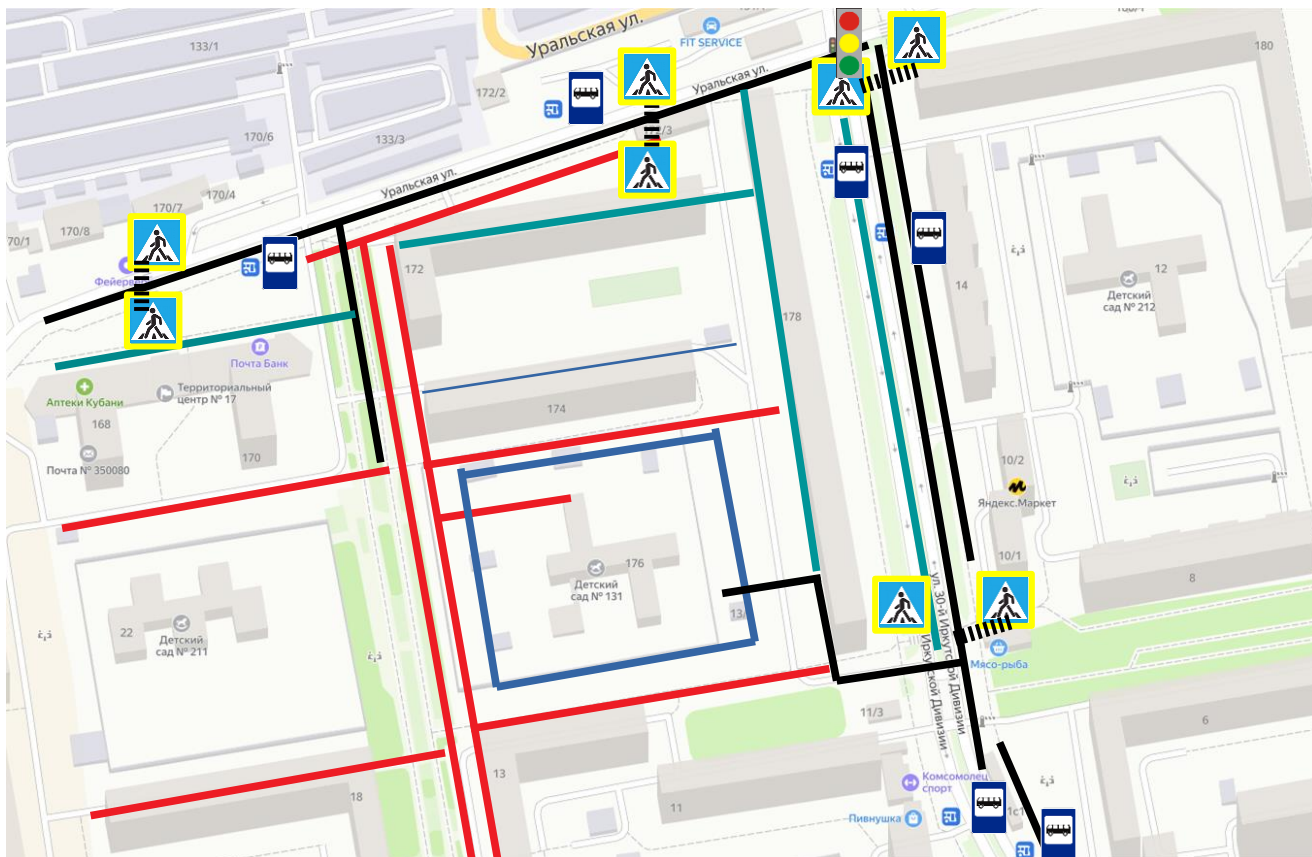 Уральская ул.
133/1
FIT SERVICE
180
172/2
Уральская ул.
170/6
133/3
Уральская ул.
170/4
170/7
70/1
170/8
172
12
Детский
сад № 212
14
178
Почта Банк
Аптеки Кубани
Территориальный
центр № 17
174
168
170
Почта № 350080
10/2
Яндекс.Маркет
10/1
176
Детский
сад № 131
8
22
Детский
сад № 211
ул. 30-й Иркутской Дивизии
Иркутской Дивизии
Мясо-рыба
11/3
6
13
18
11
Комсомолец
спорт
Пивнушка
1с1